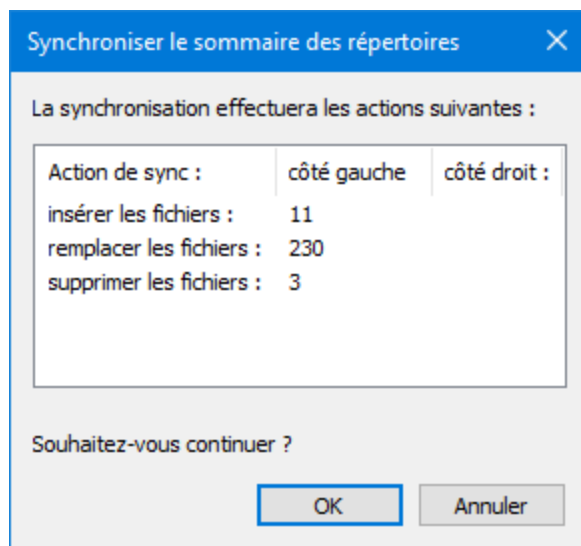 Synchroniser le sommaire des répertoires
La synchronisation effectuera les actions suivantes :
Action de sync : côté gauche côté droit :
insérer les fichiers : 11
remplacer les fichiers : 230
supprimer les fichiers : 3
Souhaitez-vous continuer ?
OK Annuler